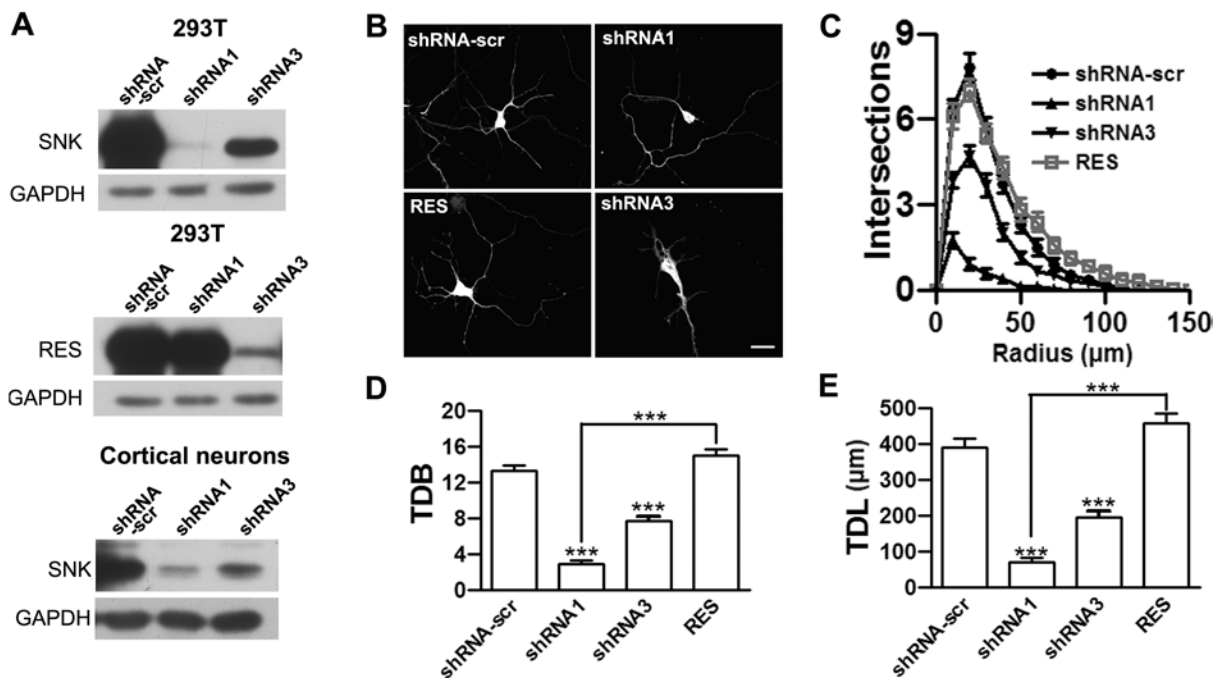 A
293T
shRNA
-scr
shRNA1
shRNA3
SNK
GAPDH
293T
shRNA
-scr
shRNA1
shRNA3
RES
GAPDH
Cortical neurons
shRNA
-scr
shRNA1
shRNA3
SNK
GAPDH
B
shRNA-scr
shRNA1
RES
shRNA3
C
Intersections
9
6
3
0
0
50
100
150
Radius (µm)
shRNA-scr
shRNA1
shRNA3
RES
D
TDB
20
16
12
8
4
0
***
***
***
shRNA-scr
shRNA1
shRNA3
RES
E
TDL (µm)
500
400
300
200
100
0
***
***
***
shRNA-scr
shRNA1
shRNA3
RES